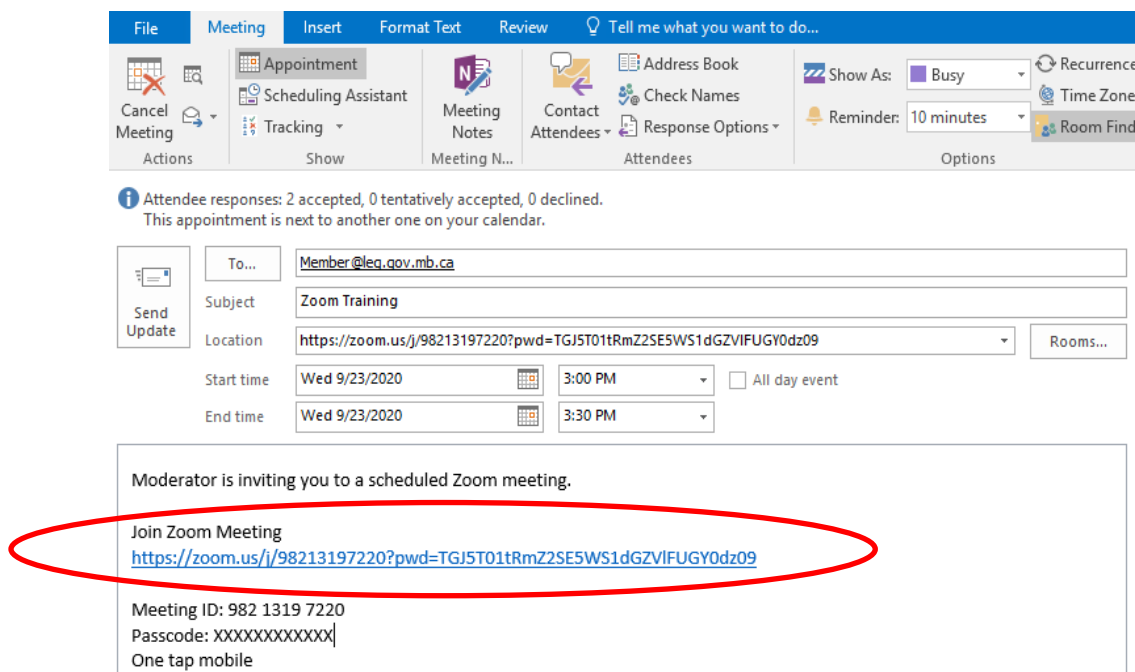 File Meeting Insert Format Text Review Tell me what you want to do...
Cancel Meeting
Actions
Appointment
Scheduling Assistant
Tracking
Show
Meeting Notes
Meeting N...
Contact Attendees
Address Book
Check Names
Response Options
Attendees
Show As: Busy
Reminder: 10 minutes
Recurrence
Time Zone
Room Find
Options
Attendee responses: 2 accepted, 0 tentatively accepted, 0 declined.
This appointment is next to another one on your calendar.
Send Update
To... Member@leg.gov.mb.ca
Subject Zoom Training
Location https://zoom.us/j/98213197220?pwd=TGJ5T01tRmZ2SE5WS1dGZVlFUGY0dz09 Rooms...
Start time Wed 9/23/2020 3:00 PM All day event
End time Wed 9/23/2020 3:30 PM
Moderator is inviting you to a scheduled Zoom meeting.
Join Zoom Meeting
https://zoom.us/j/98213197220?pwd=TGJ5T01tRmZ2SE5WS1dGZVlFUGY0dz09
Meeting ID: 982 1319 7220
Passcode: XXXXXXXXXXXX
One tap mobile